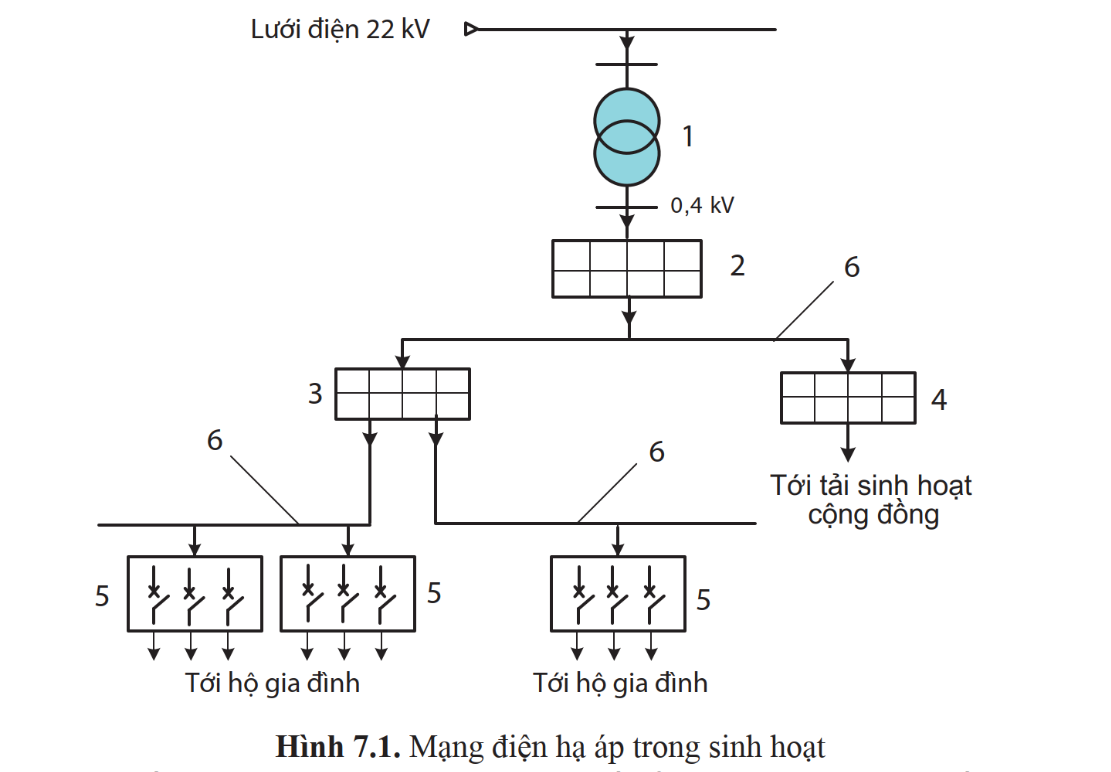 Lưới điện 22 kV
1
0,4 kV
2
6
3
4
6
6
Tới tải sinh hoạt
cộng đồng
5
5
5
Tới hộ gia đình
Tới hộ gia đình
Hình 7.1. Mạng điện hạ áp trong sinh hoạt